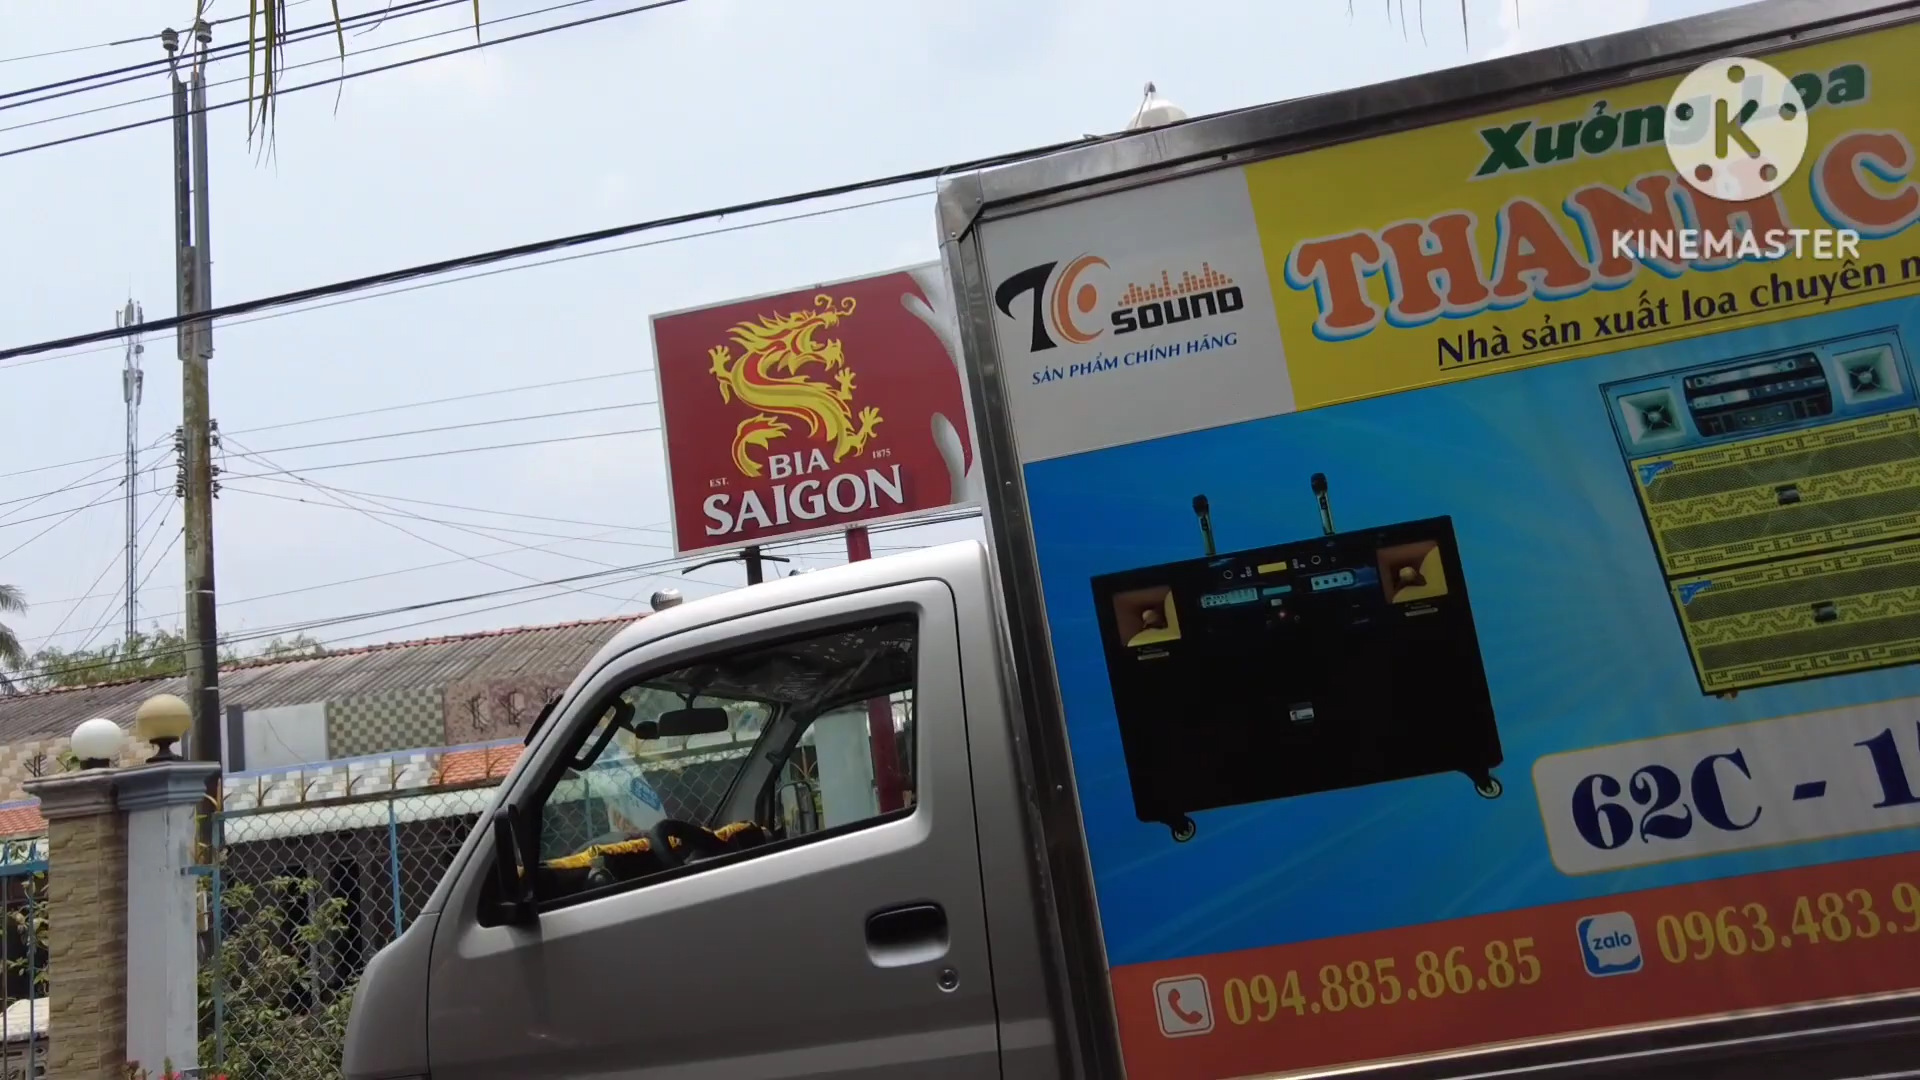 Xưởng Loa
THANH C
Nhà sản xuất loa chuyên n
KINEMASTER
TC SOUND
SẢN PHẨM CHÍNH HÃNG
EST. 1875
BIA
SAIGON
62C - 1
094.885.86.85
zalo 0963.483.9